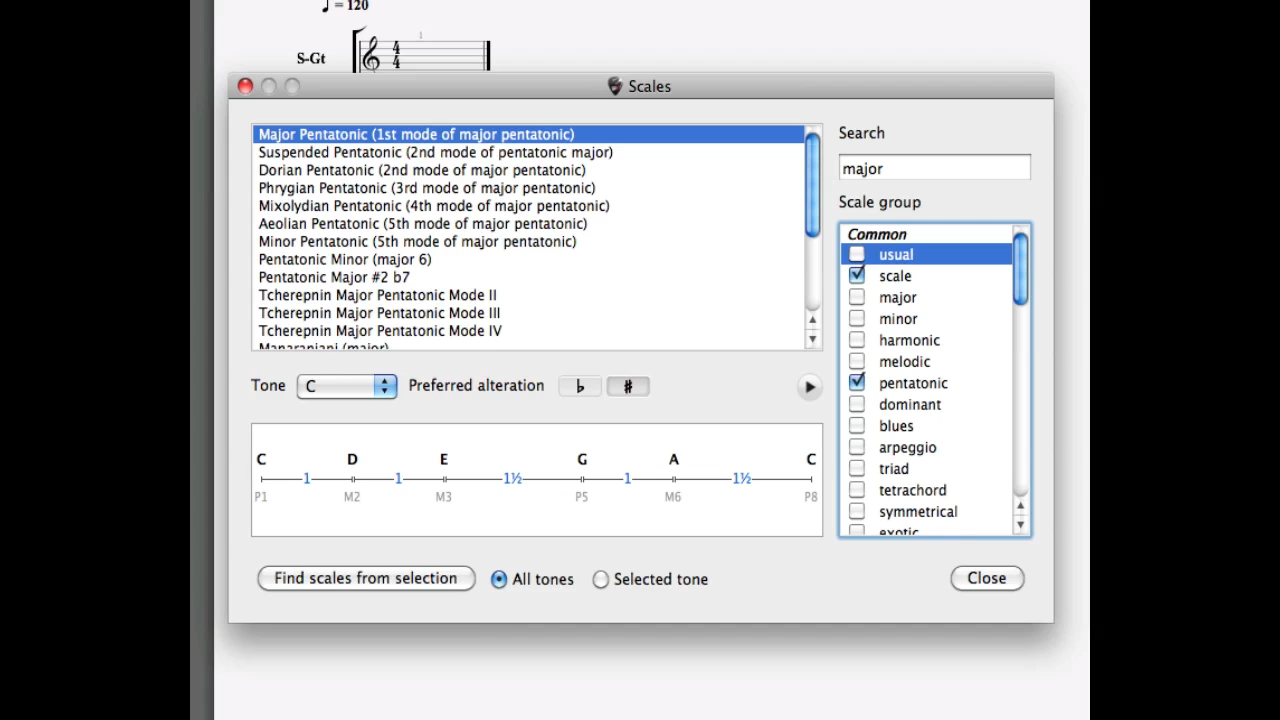 ♩ = 120
1
S-Gt
4
4
Scales
Major Pentatonic (1st mode of major pentatonic)
Suspended Pentatonic (2nd mode of pentatonic major)
Dorian Pentatonic (2nd mode of major pentatonic)
Phrygian Pentatonic (3rd mode of major pentatonic)
Mixolydian Pentatonic (4th mode of major pentatonic)
Aeolian Pentatonic (5th mode of major pentatonic)
Minor Pentatonic (5th mode of major pentatonic)
Pentatonic Minor (major 6)
Pentatonic Major #2 b7
Tcherepnin Major Pentatonic Mode II
Tcherepnin Major Pentatonic Mode III
Tcherepnin Major Pentatonic Mode IV
Manaranjani (major)
Search
major
Scale group
Common
usual
scale
major
minor
harmonic
melodic
pentatonic
dominant
blues
arpeggio
triad
tetrachord
symmetrical
exotic
Tone C Preferred alteration ♭ #
C D E G A C
1 1 1½ 1 1½
P1 M2 M3 P5 M6 P8
Find scales from selection All tones Selected tone Close